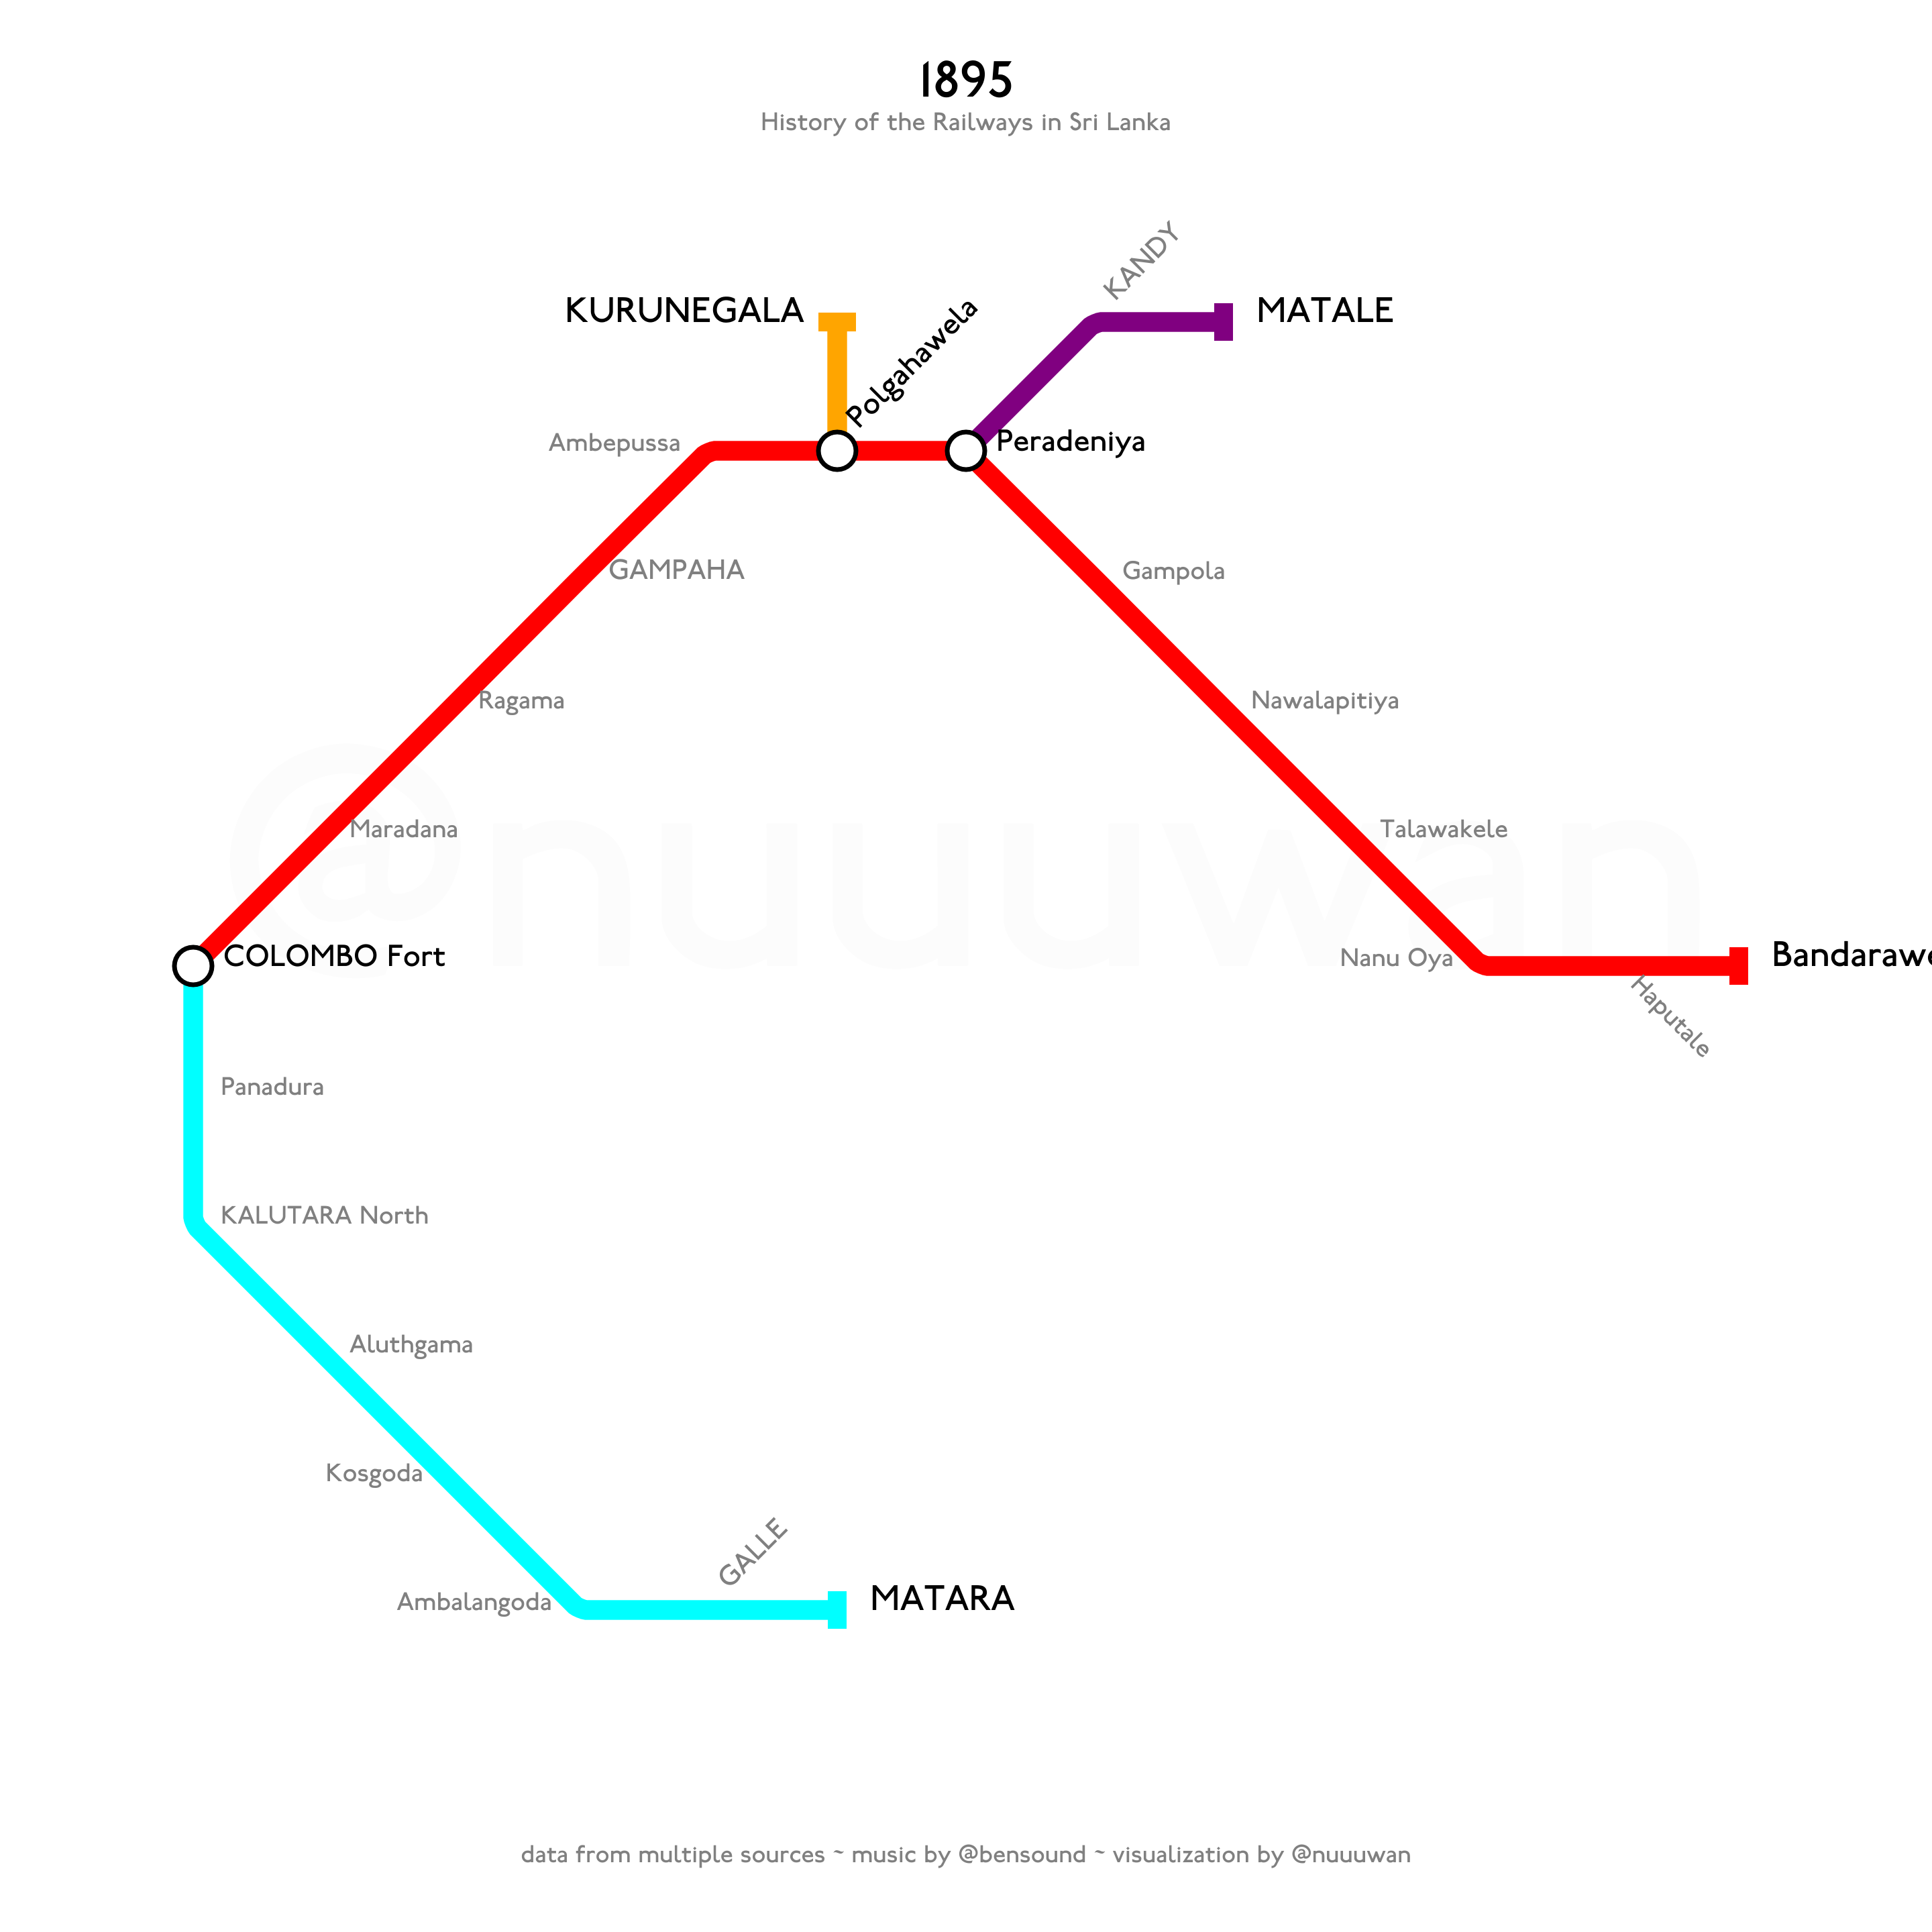 1895
History of the Railways in Sri Lanka
KANDY
KURUNEGALA
MATALE
Polgahawela
Ambepussa
Peradeniya
GAMPAHA
Gampola
Ragama
Nawalapitiya
Maradana
Talawakele
@nuuuwan
COLOMBO Fort
Nanu Oya
Haputale
Panadura
KALUTARA North
Aluthgama
Kosgoda
GALLE
Ambalangoda
MATARA
data from multiple sources ~ music by @bensound ~ visualization by @nuuuwan